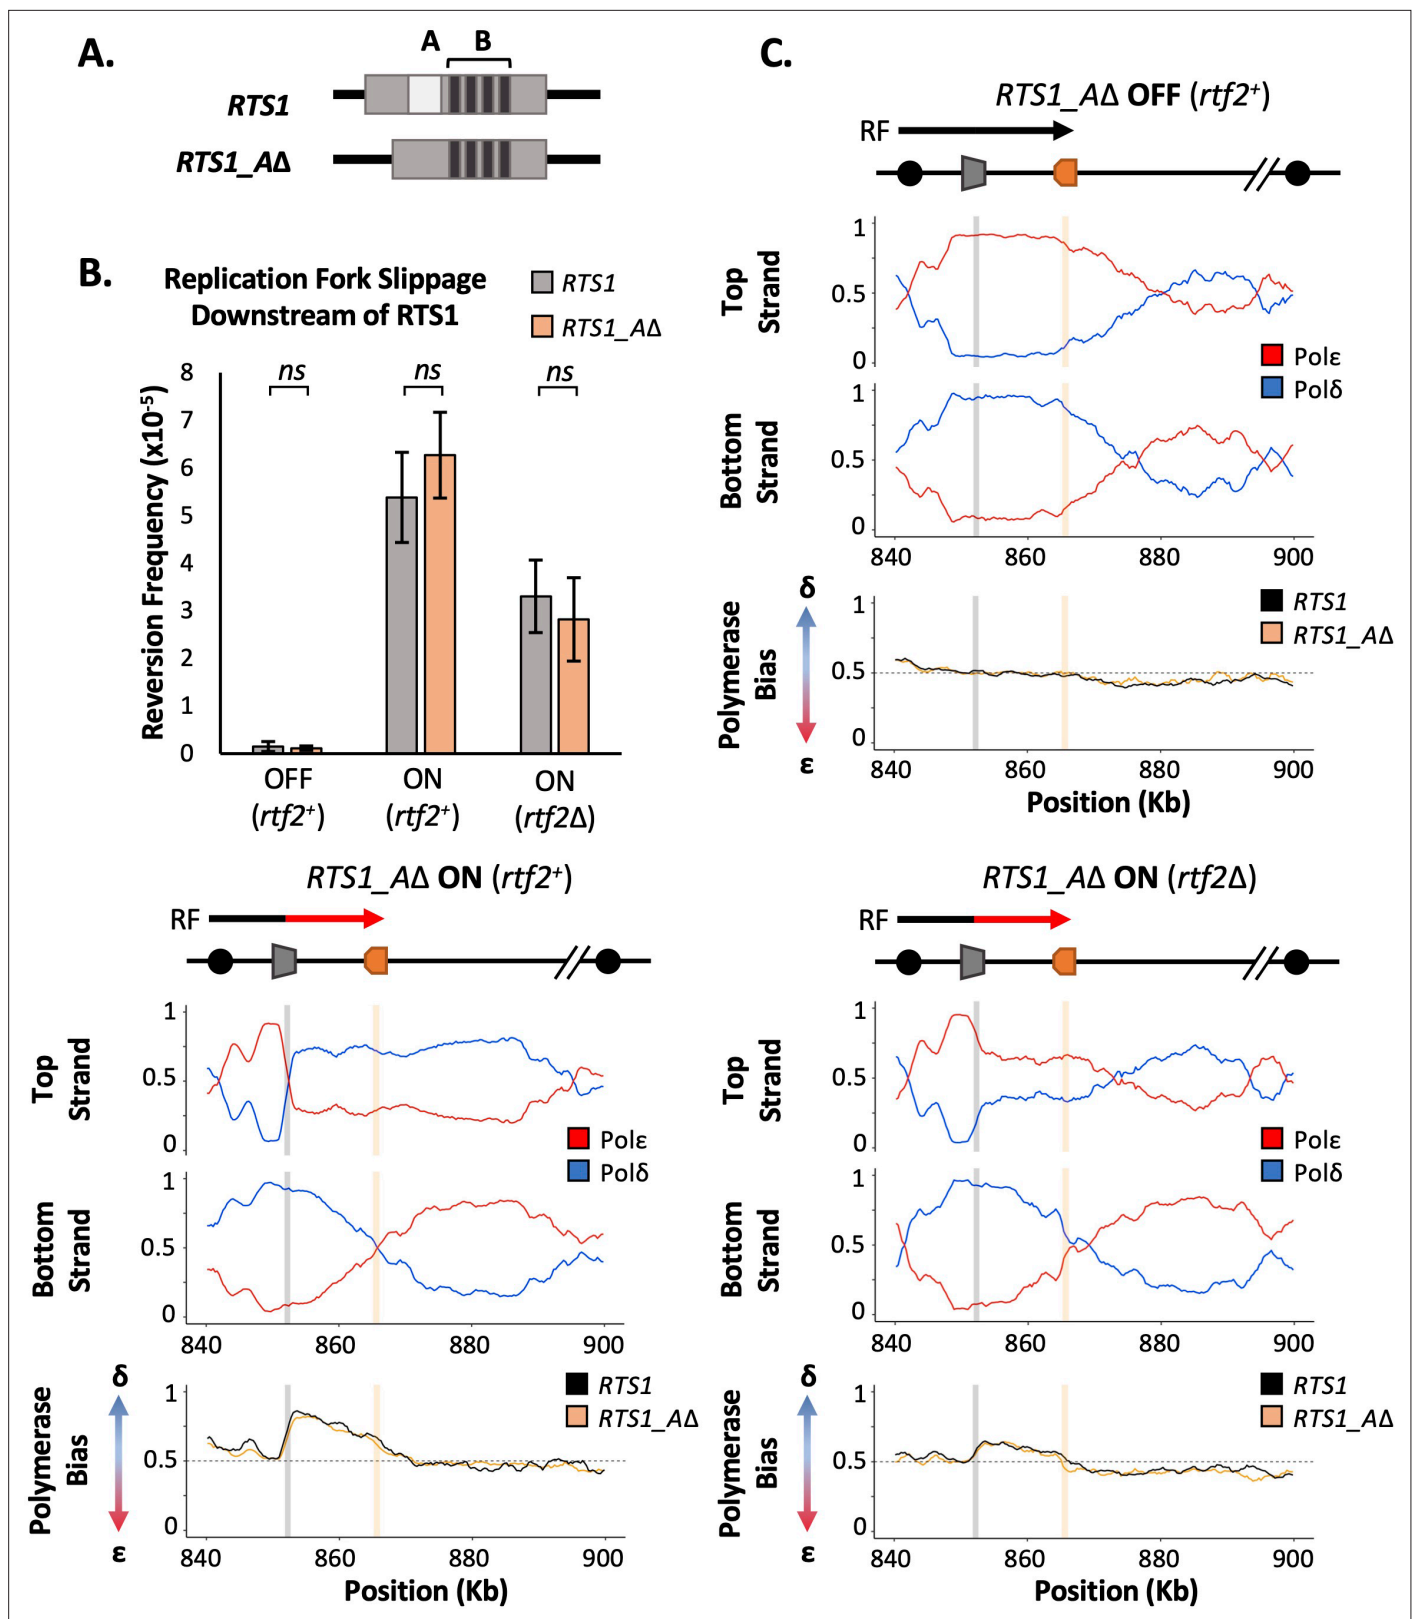 A.
A B
RTS1
RTS1_AΔ
B.
Replication Fork Slippage
Downstream of RTS1
RTS1
RTS1_AΔ
Reversion Frequency (x10-5)
8
7
6
5
4
3
2
1
0
ns
ns
ns
OFF
(rtf2+)
ON
(rtf2+)
ON
(rtf2Δ)
C.
RTS1_AΔ OFF (rtf2+)
RF
Top
Strand
1
0.5
0
Polε
Polδ
Bottom
Strand
1
0.5
0
840 860 880 900
Polymerase
Bias
δ
ε
1
0.5
0
RTS1
RTS1_AΔ
840 860 880 900
Position (Kb)
RTS1_AΔ ON (rtf2+)
RF
Top
Strand
1
0.5
0
Polε
Polδ
Bottom
Strand
1
0.5
0
840 860 880 900
Polymerase
Bias
δ
ε
1
0.5
0
RTS1
RTS1_AΔ
840 860 880 900
Position (Kb)
RTS1_AΔ ON (rtf2Δ)
RF
Top
Strand
1
0.5
0
Polε
Polδ
Bottom
Strand
1
0.5
0
840 860 880 900
Polymerase
Bias
δ
ε
1
0.5
0
RTS1
RTS1_AΔ
840 860 880 900
Position (Kb)